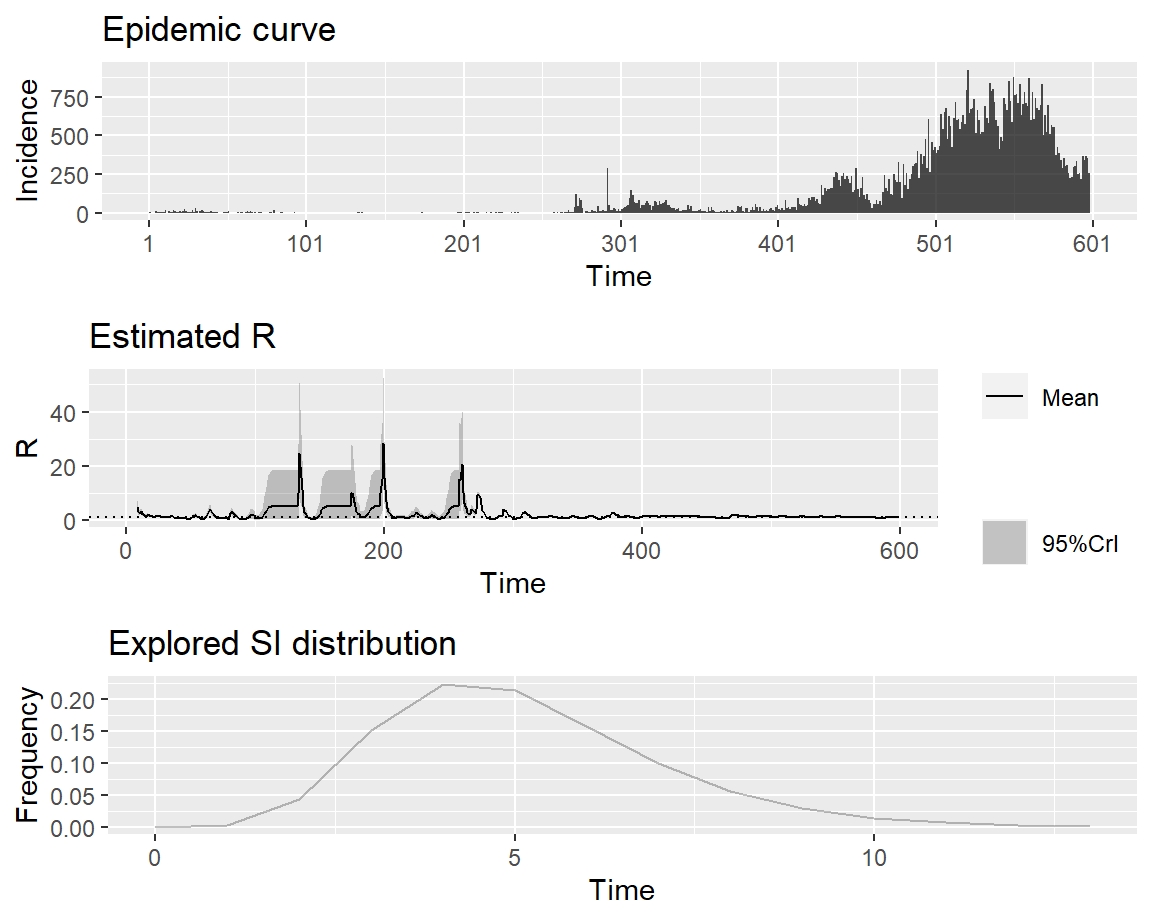 Epidemic curve
Incidence
750
500
250
0
1 101 201 301 401 501 601
Time
Estimated R
R
40
20
0
0 200 400 600
Time
Mean
95%CrI
Explored SI distribution
Frequency
0.20
0.15
0.10
0.05
0.00
0 5 10
Time